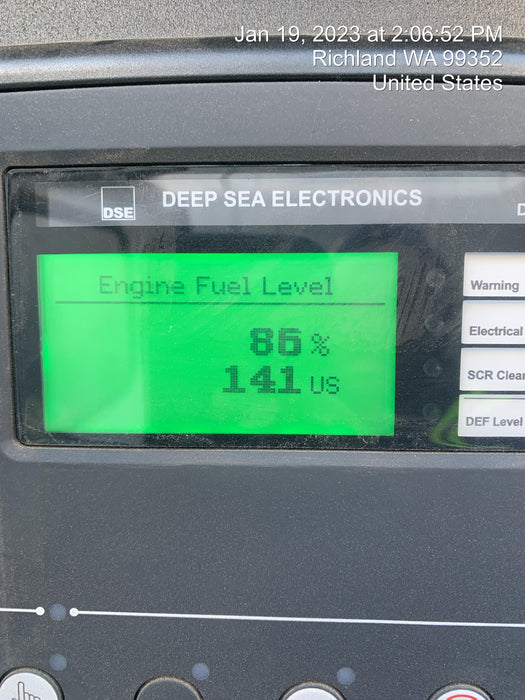 Jan 19, 2023 at 2:06:52 PM
Richland WA 99352
United States
DSE
DEEP SEA ELECTRONICS
Engine Fuel Level
86 %
141 US
Warning
Electrical
SCR Clean
DEF Level